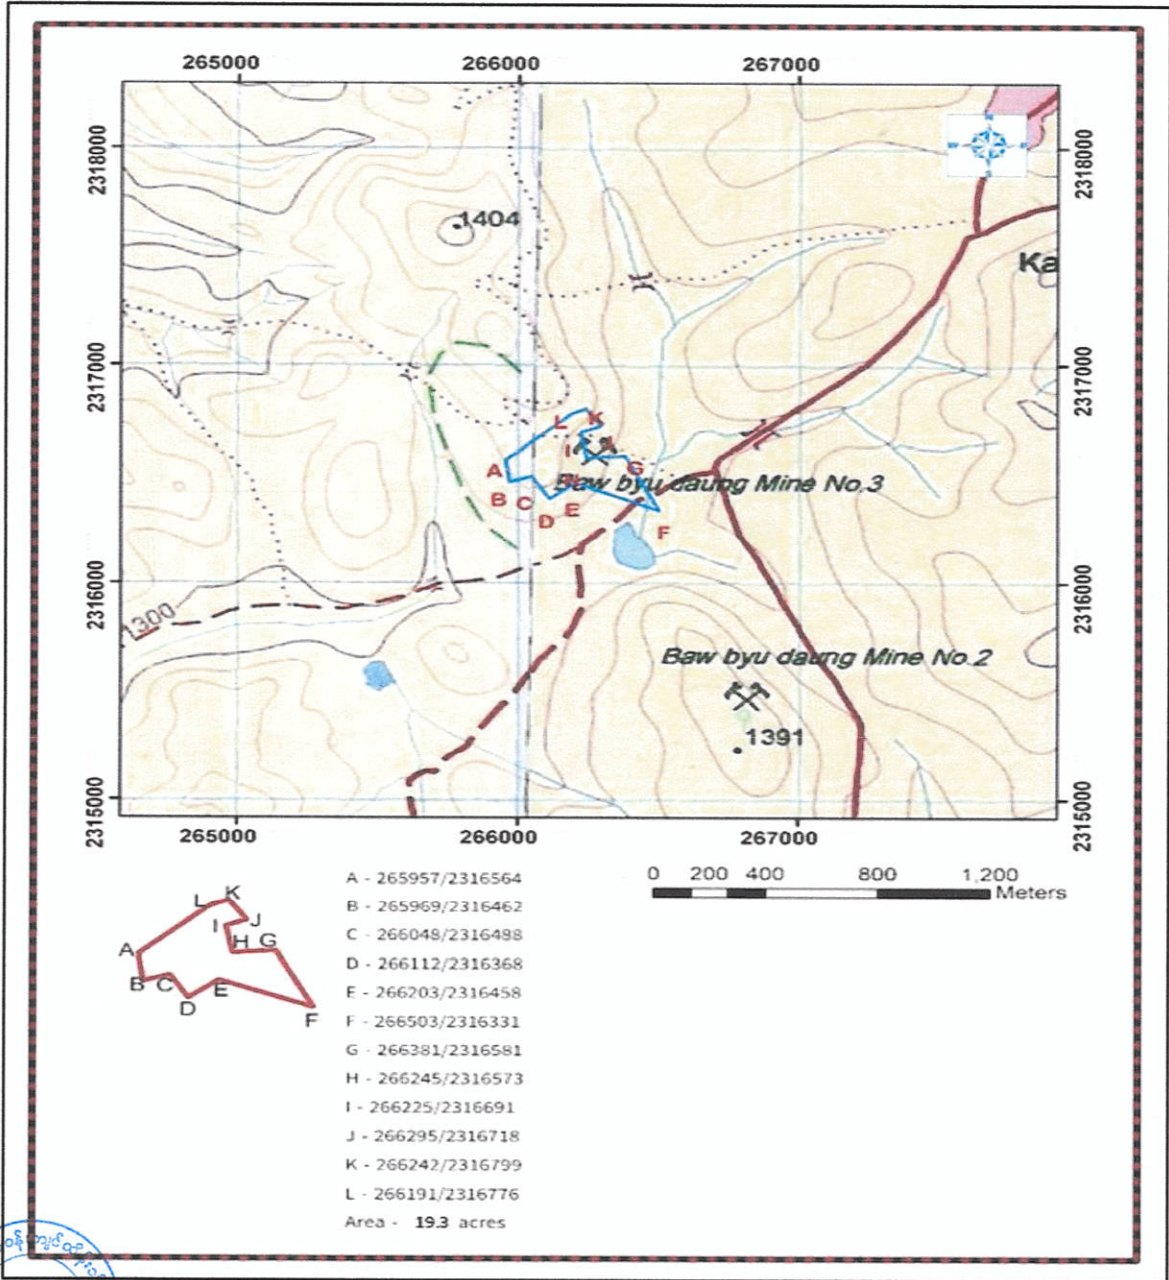 265000 266000 267000
2318000
2318000
N
W E
S
1404
Ka
2317000
2317000
L K
I
A G
Baw byu daung Mine No.3
B C D E
F
2316000
2316000
1300
Baw byu daung Mine No.2
1391
2315000
2315000
265000 266000 267000
0 200 400 800 1,200
Meters
K
L
J
I
H G
A
B C E
D
F
A - 265957/2316564
B - 265969/2316462
C - 266048/2316488
D - 266112/2316368
E - 266203/2316458
F - 266503/2316331
G - 266381/2316581
H - 266245/2316573
I - 266225/2316691
J - 266295/2316718
K - 266242/2316799
L - 266191/2316776
Area - 19.3 acres